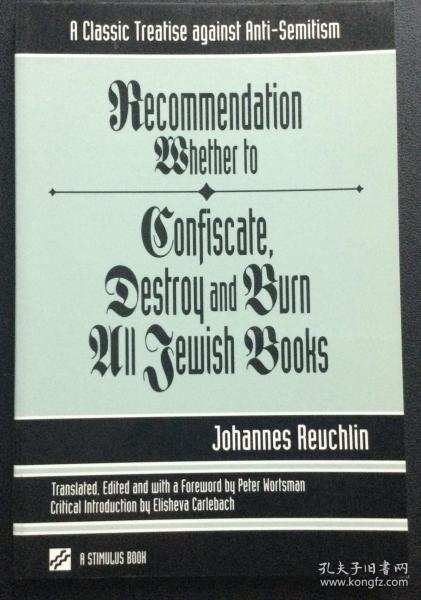 A Classic Treatise against Anti-Semitism
Recommendation
Whether to
Confiscate,
Destroy and Burn
All Jewish Books
Johannes Reuchlin
Translated, Edited and with a Foreword by Peter Wortsman
Critical Introduction by Elisheva Carlebach
A STIMULUS BOOK
孔夫子旧书网
www.kongfz.com